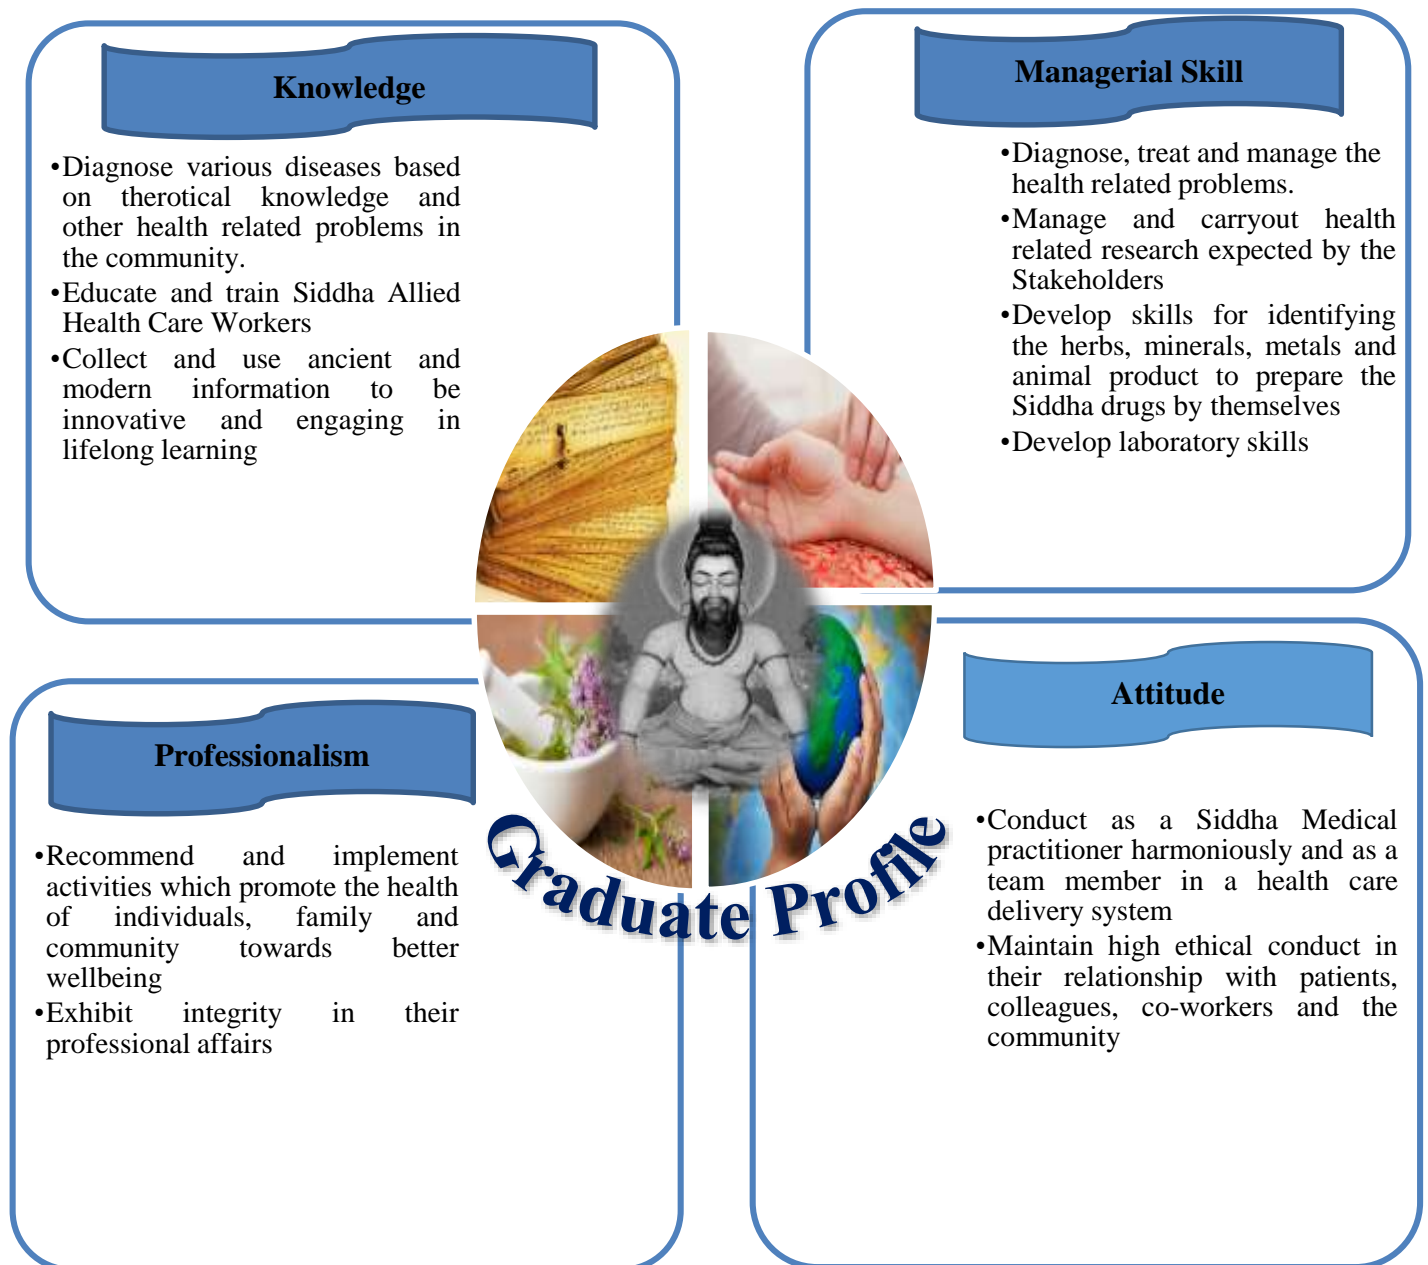 Knowledge
•Diagnose various diseases based
on therotical knowledge and
other health related problems in
the community.
•Educate and train Siddha Allied
Health Care Workers
•Collect and use ancient and
modern information to be
innovative and engaging in
lifelong learning
Managerial Skill
•Diagnose, treat and manage the
health related problems.
•Manage and carryout health
related research expected by the
Stakeholders
•Develop skills for identifying
the herbs, minerals, metals and
animal product to prepare the
Siddha drugs by themselves
•Develop laboratory skills
Professionalism
•Recommend and implement
activities which promote the health
of individuals, family and
community towards better
wellbeing
•Exhibit integrity in their
professional affairs
Attitude
•Conduct as a Siddha Medical
practitioner harmoniously and as a
team member in a health care
delivery system
•Maintain high ethical conduct in
their relationship with patients,
colleagues, co-workers and the
community
Graduate Profile